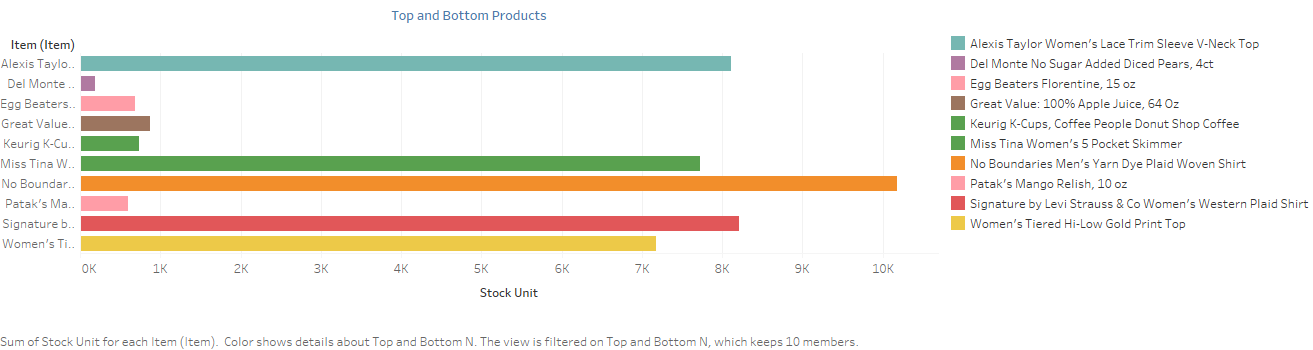 Top and Bottom Products
Item (Item)
Alexis Taylo..
Del Monte ..
Egg Beaters..
Great Value..
Keurig K-Cu..
Miss Tina W..
No Boundar..
Patak's Ma..
Signature b..
Women's Ti..
0K 1K 2K 3K 4K 5K 6K 7K 8K 9K 10K
Stock Unit
Alexis Taylor Women's Lace Trim Sleeve V-Neck Top
Del Monte No Sugar Added Diced Pears, 4ct
Egg Beaters Florentine, 15 oz
Great Value: 100% Apple Juice, 64 Oz
Keurig K-Cups, Coffee People Donut Shop Coffee
Miss Tina Women's 5 Pocket Skimmer
No Boundaries Men's Yarn Dye Plaid Woven Shirt
Patak's Mango Relish, 10 oz
Signature by Levi Strauss & Co Women's Western Plaid Shirt
Women's Tiered Hi-Low Gold Print Top
Sum of Stock Unit for each Item (Item).  Color shows details about Top and Bottom N. The view is filtered on Top and Bottom N, which keeps 10 members.